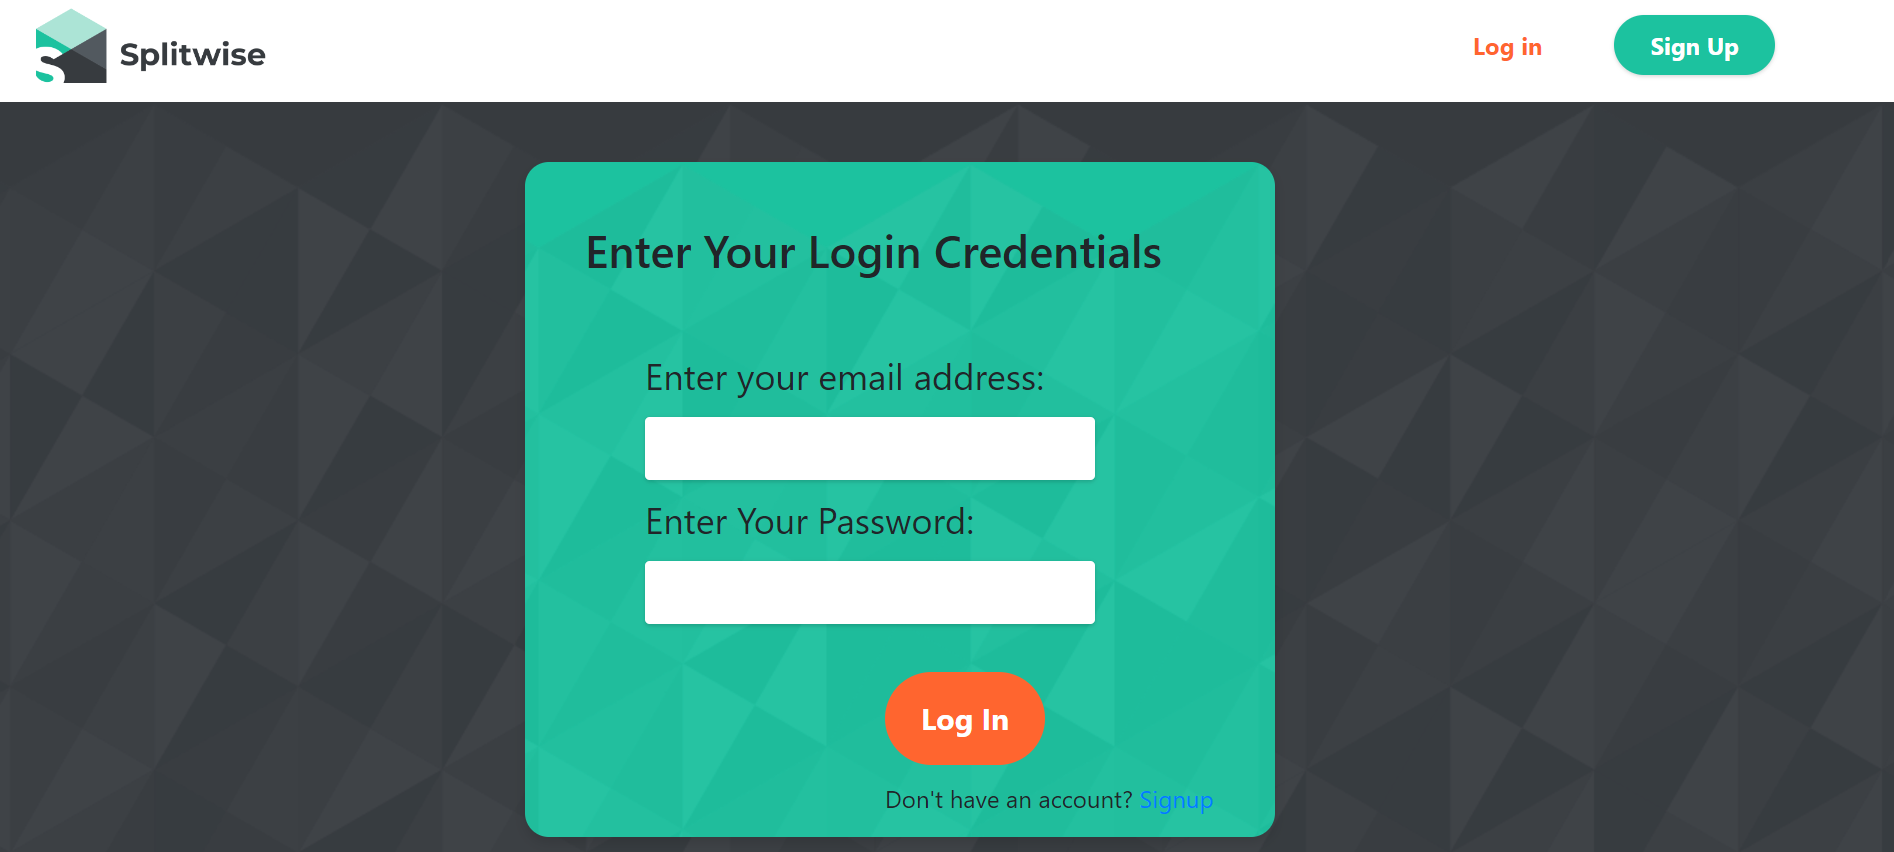 Splitwise
Log in
Sign Up
Enter Your Login Credentials
Enter your email address:
Enter Your Password:
Log In
Don't have an account? Signup